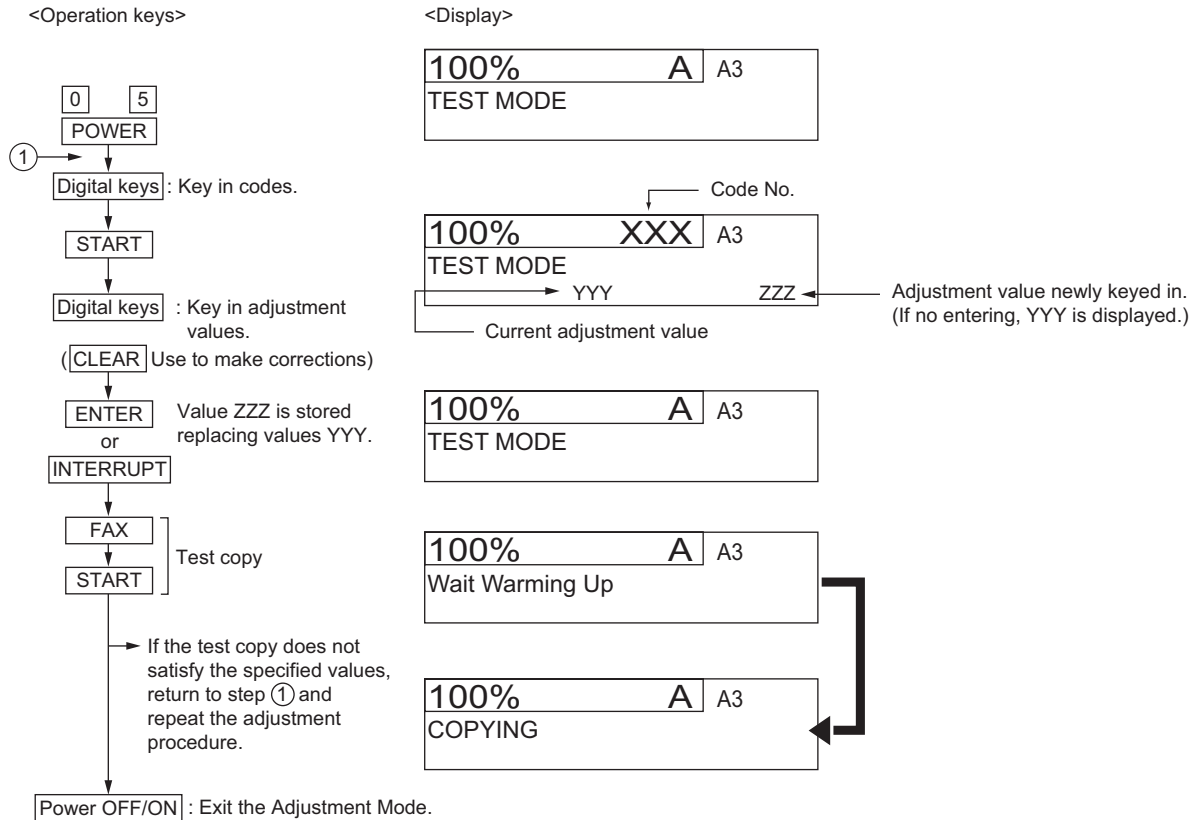 <Operation keys>
<Display>
100% A A3
TEST MODE
0 5
POWER
1
Digital keys : Key in codes.
Code No.
START
100% XXX A3
TEST MODE
YYY ZZZ
Adjustment value newly keyed in.
(If no entering, YYY is displayed.)
Current adjustment value
Digital keys : Key in adjustment
values.
(CLEAR Use to make corrections)
ENTER
or
INTERRUPT
Value ZZZ is stored
replacing values YYY.
100% A A3
TEST MODE
FAX
START
Test copy
100% A A3
Wait Warming Up
If the test copy does not
satisfy the specified values,
return to step 1 and
repeat the adjustment
procedure.
100% A A3
COPYING
Power OFF/ON : Exit the Adjustment Mode.